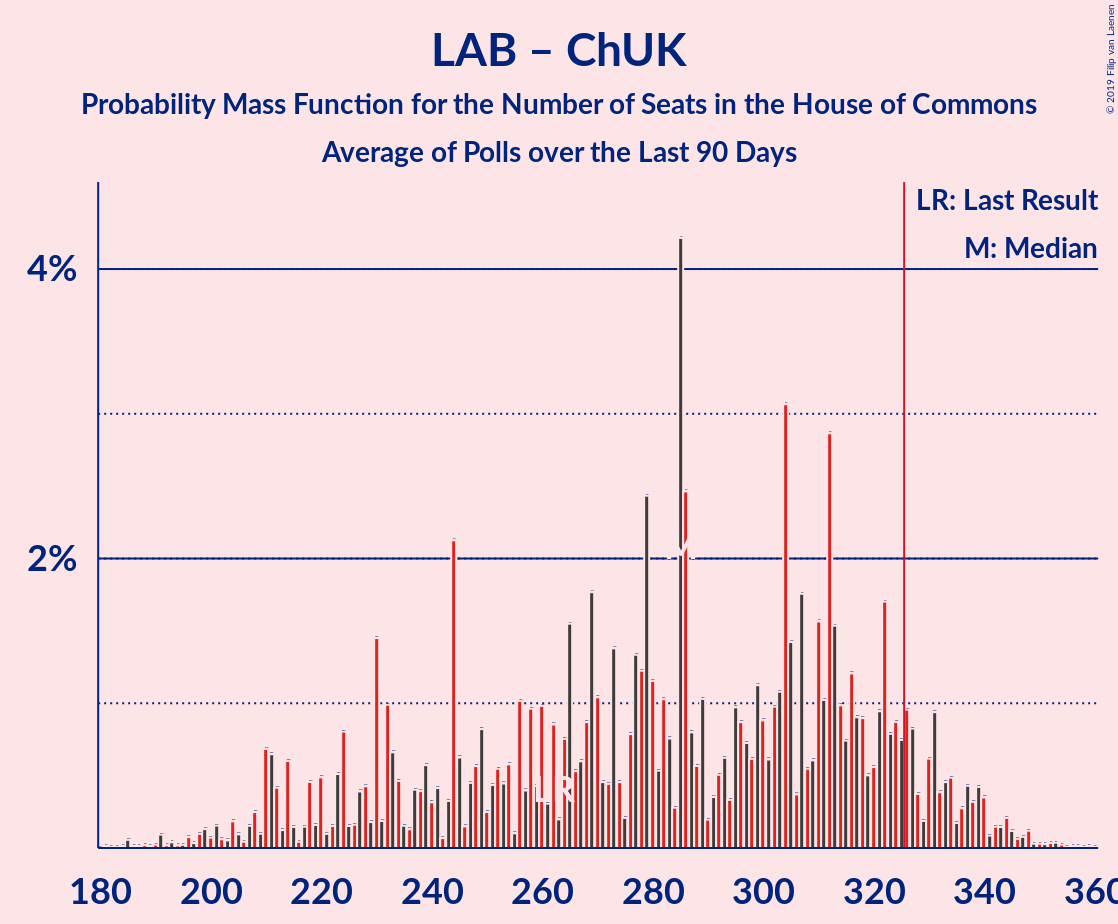 LAB – ChUK
Probability Mass Function for the Number of Seats in the House of Commons
Average of Polls over the Last 90 Days
© 2019 Filip van Laenen
LR: Last Result
M: Median
4%
2%
M
LR
180 200 220 240 260 280 300 320 340 360